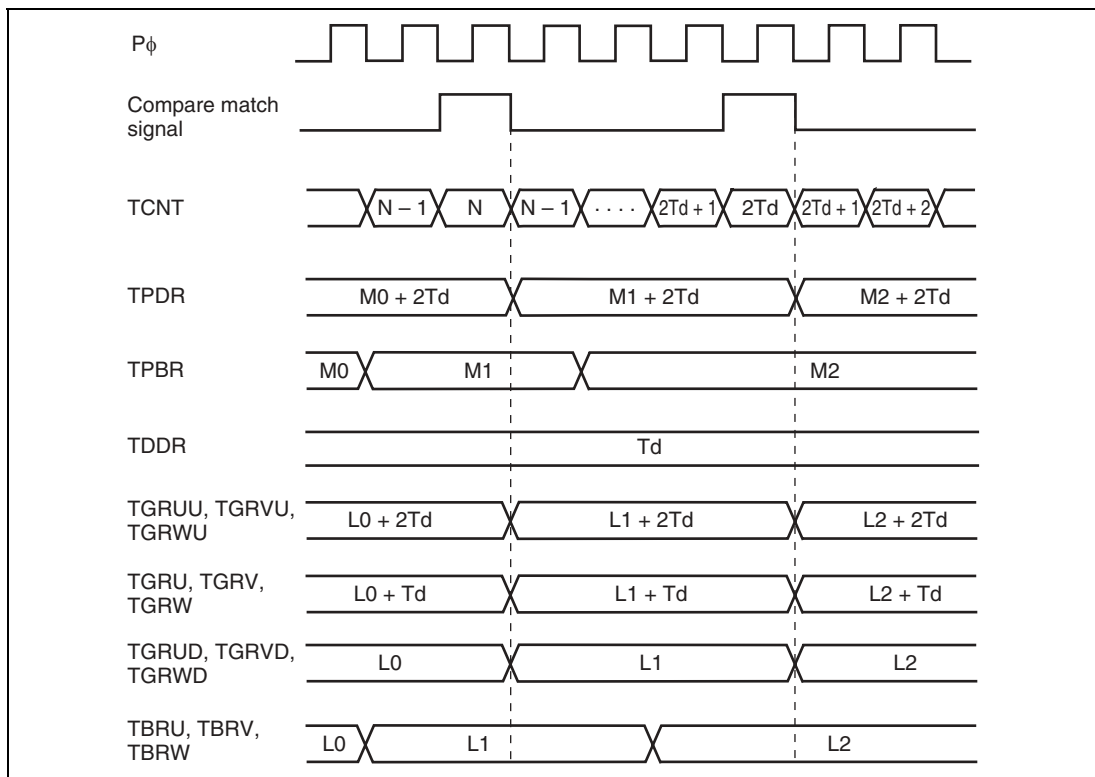 Pϕ
Compare match
signal
TCNT
N – 1 N N – 1 · · · · 2Td + 1 2Td 2Td + 1 2Td + 2
TPDR
M0 + 2Td M1 + 2Td M2 + 2Td
TPBR
M0 M1 M2
TDDR
Td
TGRUU, TGRVU,
TGRWU
L0 + 2Td L1 + 2Td L2 + 2Td
TGRU, TGRV,
TGRW
L0 + Td L1 + Td L2 + Td
TGRUD, TGRVD,
TGRWD
L0 L1 L2
TBRU, TBRV,
TBRW
L0 L1 L2